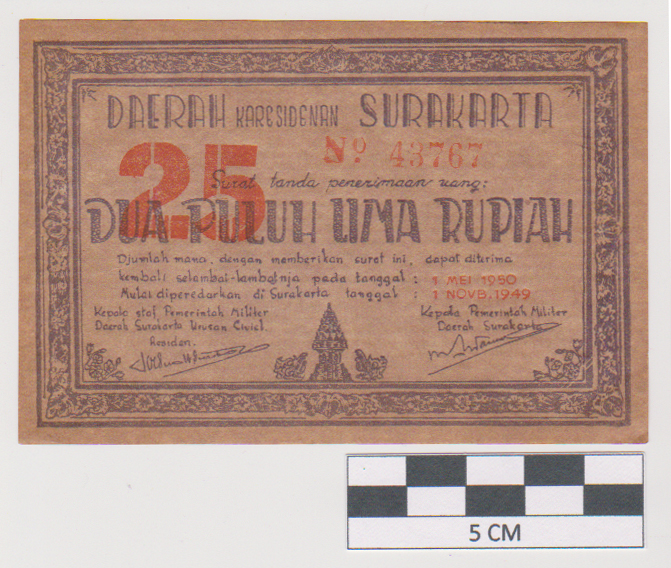 DAERAH KARESIDENAN SURAKARTA
25
No 43767
Surat tanda penerimaan uang:
DUA PULUH LIMA RUPIAH
Djumlah mana, dengan memberikan surat ini, dapat diterima
kembali selambat-lambatnja pada tanggal : 1 MEI 1950
Mulai diperedarkan di Surakarta tanggal : 1 NOVB. 1949
Kepala staf Pemerintah Militer
Daerah Surakarta Urusan Civiel.
Residen.
Kepala Pemerintah Militer
Daerah Surakarta
5 CM